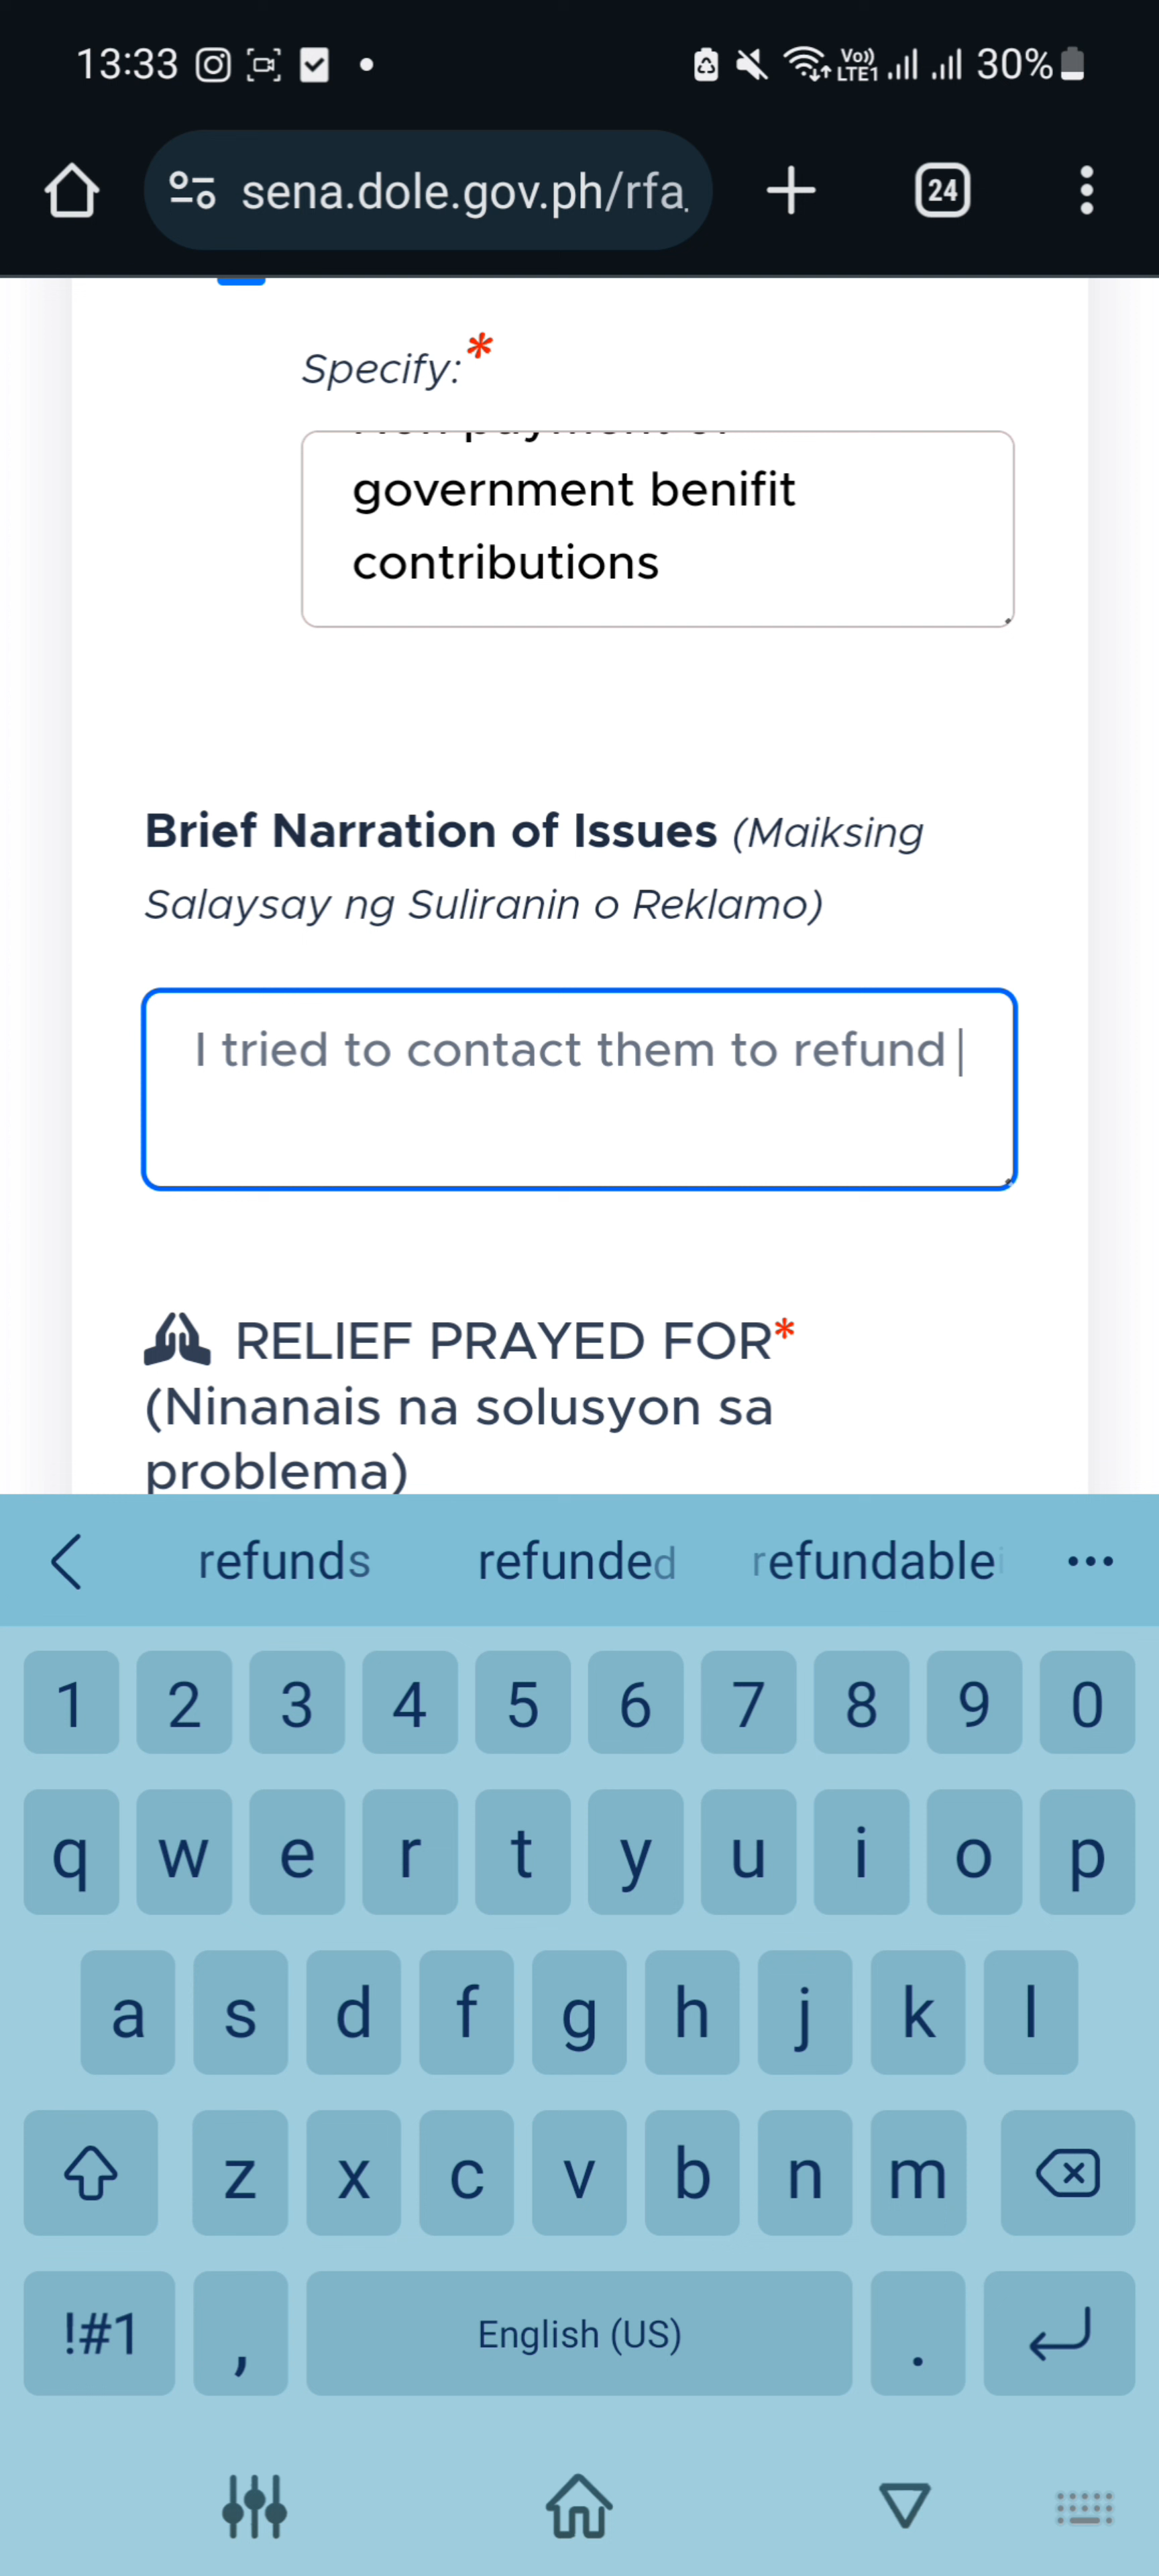 13:33 Vo)) LTE1 30%
sena.dole.gov.ph/rfa 24
Specify:*
government benifit
contributions
Brief Narration of Issues (Maiksing
Salaysay ng Suliranin o Reklamo)
I tried to contact them to refund
RELIEF PRAYED FOR*
(Ninanais na solusyon sa
problema)
refunds refunded refundable
1 2 3 4 5 6 7 8 9 0
q w e r t y u i o p
a s d f g h j k l
z x c v b n m
!#1 , English (US) .